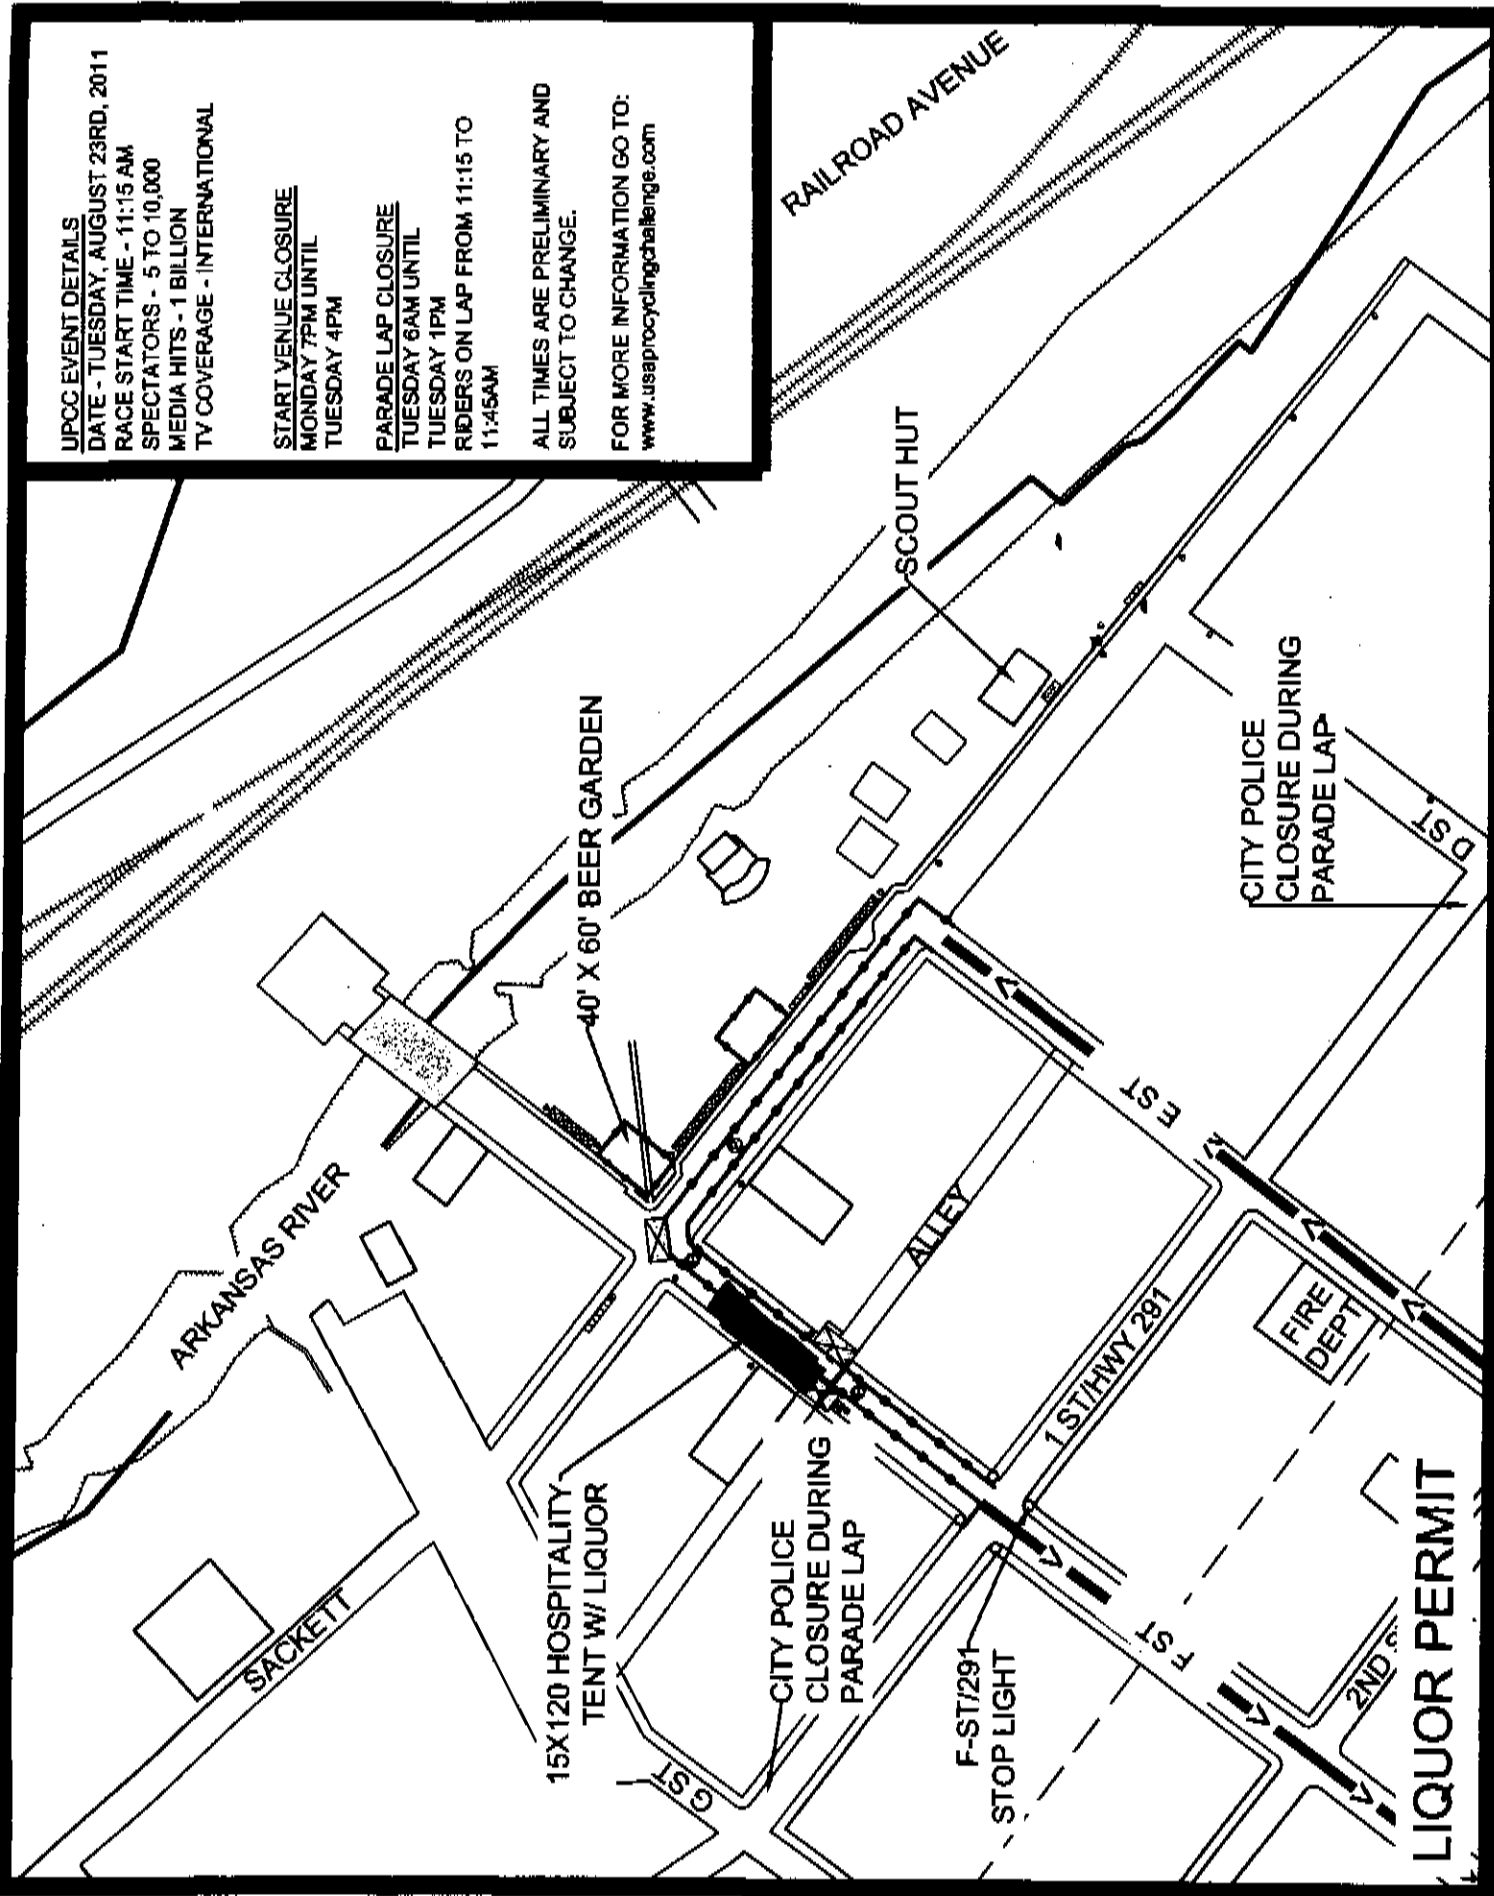 UPCC EVENT DETAILS
DATE - TUESDAY, AUGUST 23RD, 2011
RACE START TIME - 11:15 AM
SPECTATORS - 5 TO 10,000
MEDIA HITS - 1 BILLION
TV COVERAGE - INTERNATIONAL
START VENUE CLOSURE
MONDAY 7PM UNTIL
TUESDAY 4PM
PARADE LAP CLOSURE
TUESDAY 6AM UNTIL
TUESDAY 1PM
RIDERS ON LAP FROM 11:15 TO
11:45AM
ALL TIMES ARE PRELIMINARY AND
SUBJECT TO CHANGE.
FOR MORE INFORMATION GO TO:
www.usaprocyclingchallenge.com
RAILROAD AVENUE
SCOUT HUT
40' X 60' BEER GARDEN
ARKANSAS RIVER
SACKETT
15X120 HOSPITALITY
TENT W/ LIQUOR
CITY POLICE
CLOSURE DURING
PARADE LAP
G ST
F-ST/291
STOP LIGHT
ALLEY
1 ST/HWY 291
E ST
F ST
D ST
FIRE
DEPT
CITY POLICE
CLOSURE DURING
PARADE LAP
2ND
LIQUOR PERMIT